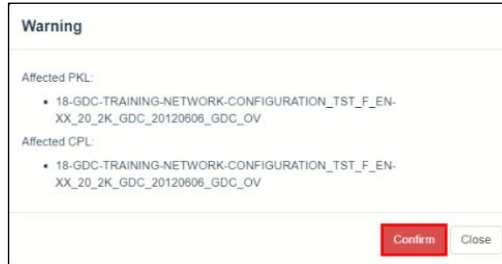 Warning
Affected PKL:
• 18-GDC-TRAINING-NETWORK-CONFIGURATION_TST_F_EN-
XX_20_2K_GDC_20120606_GDC_OV
Affected CPL:
• 18-GDC-TRAINING-NETWORK-CONFIGURATION_TST_F_EN-
XX_20_2K_GDC_20120606_GDC_OV
Confirm Close